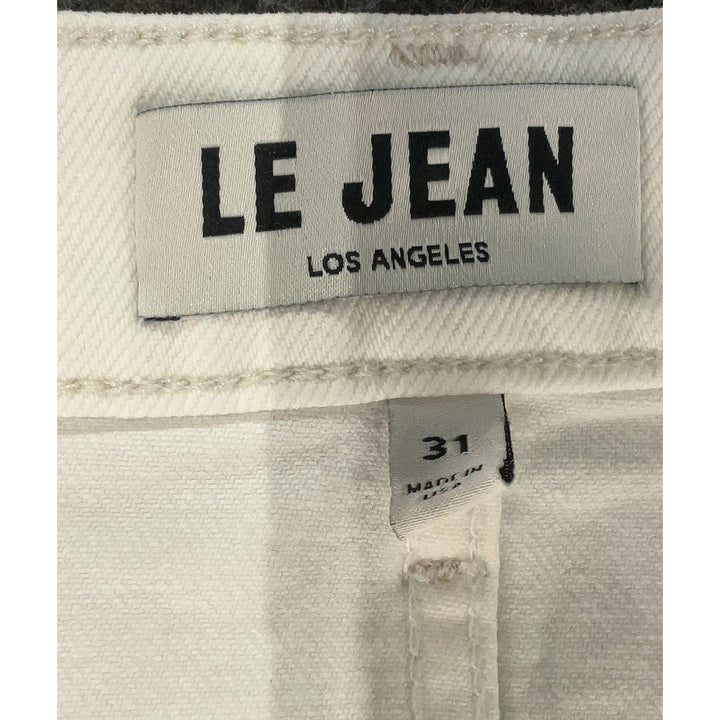 LE JEAN
LOS ANGELES
31
MADE IN
USA